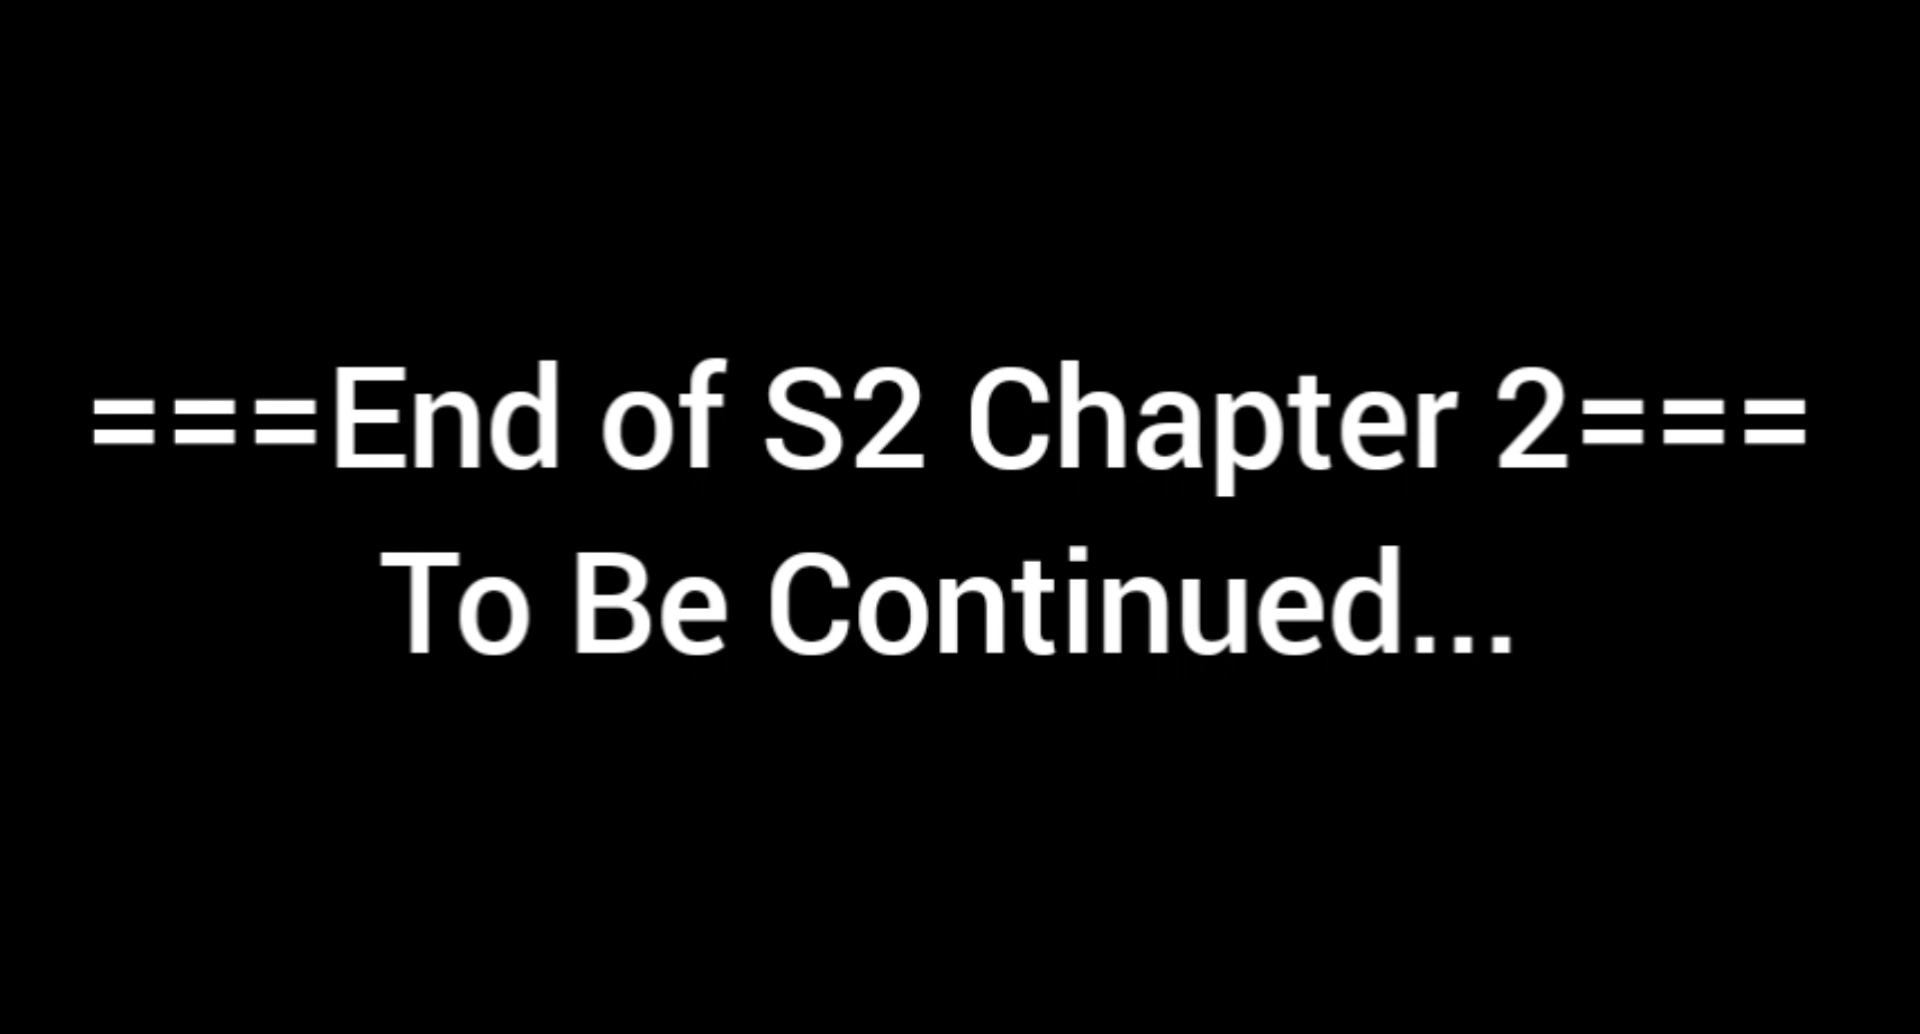 ===End of S2 Chapter 2===
To Be Continued...